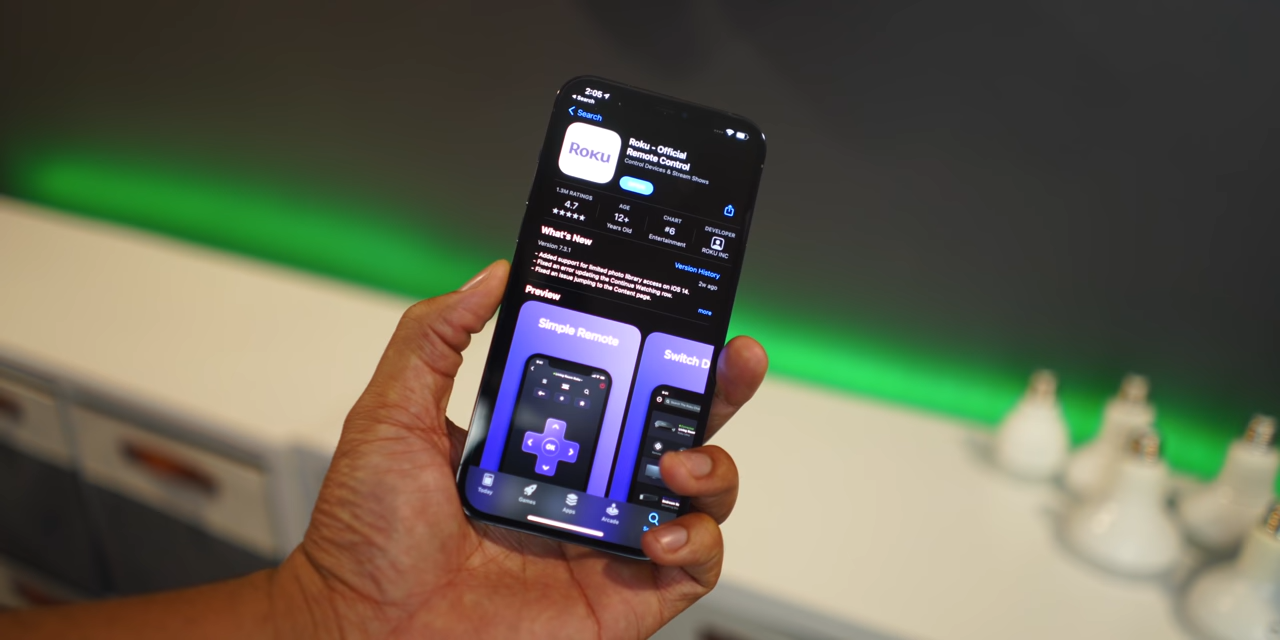 2:05
Search
Search
Roku
Roku - Official
Remote Control
Control Devices & Stream Shows
1.3M RATINGS
4.7
AGE
12+
Years Old
CHART
#6
Entertainment
DEVELOPER
ROKU INC
What's New
Version History
Version 7.3.1
2w ago
- Added support for limited photo library access on iOS 14.
- Fixed an error updating the Continue Watching row.
- Fixed an issue jumping to the Content page.
more
Preview
Simple Remote
Switch D
OK
Today
Games
Apps
Arcade